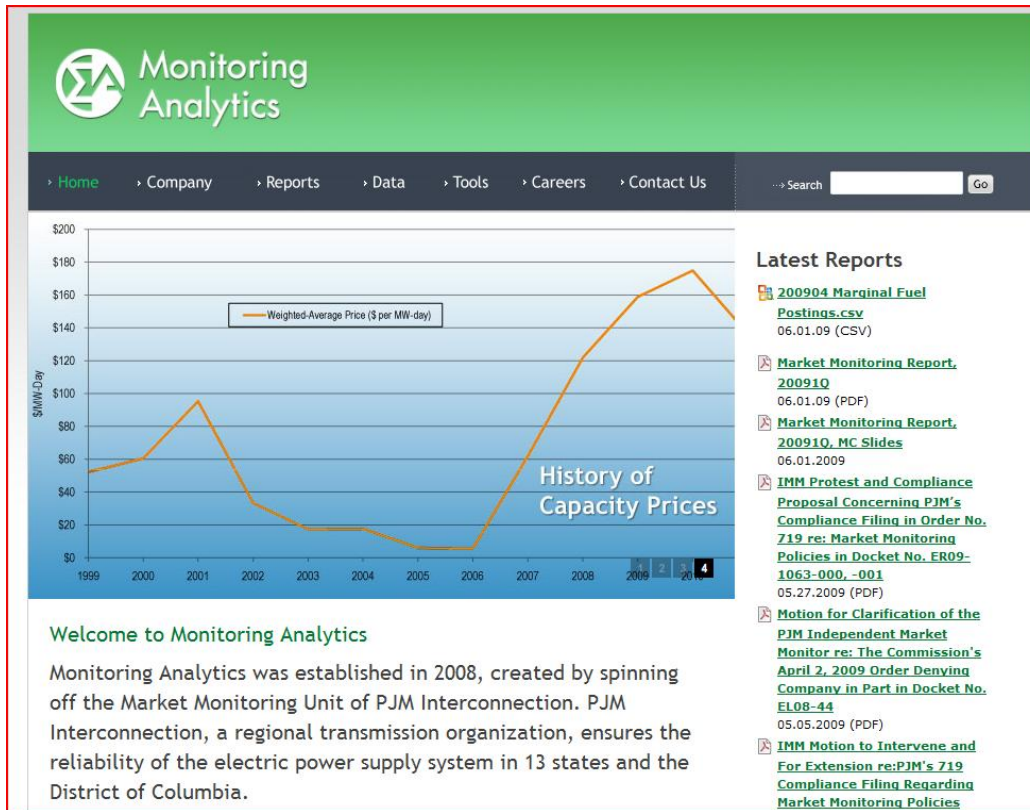 Monitoring
Analytics
Home
Company
Reports
Data
Tools
Careers
Contact Us
Search
Go
$200
$180
$160
$140
$120
$100
$80
$60
$40
$20
$0
$/MW-Day
Weighted-Average Price ($ per MW-day)
History of
Capacity Prices
1999 2000 2001 2002 2003 2004 2005 2006 2007 2008 2009 2010
1 2 3 4
Latest Reports
200904 Marginal Fuel
Postings.csv
06.01.09 (CSV)
Market Monitoring Report,
20091Q
06.01.09 (PDF)
Market Monitoring Report,
20091Q, MC Slides
06.01.2009
IMM Protest and Compliance
Proposal Concerning PJM's
Compliance Filing in Order No.
719 re: Market Monitoring
Policies in Docket No. ER09-
1063-000, -001
05.27.2009 (PDF)
Motion for Clarification of the
PJM Independent Market
Monitor re: The Commission's
April 2, 2009 Order Denying
Company in Part in Docket No.
EL08-44
05.05.2009 (PDF)
IMM Motion to Intervene and
For Extension re:PJM's 719
Compliance Filing Regarding
Market Monitoring Policies
Welcome to Monitoring Analytics
Monitoring Analytics was established in 2008, created by spinning
off the Market Monitoring Unit of PJM Interconnection. PJM
Interconnection, a regional transmission organization, ensures the
reliability of the electric power supply system in 13 states and the
District of Columbia.